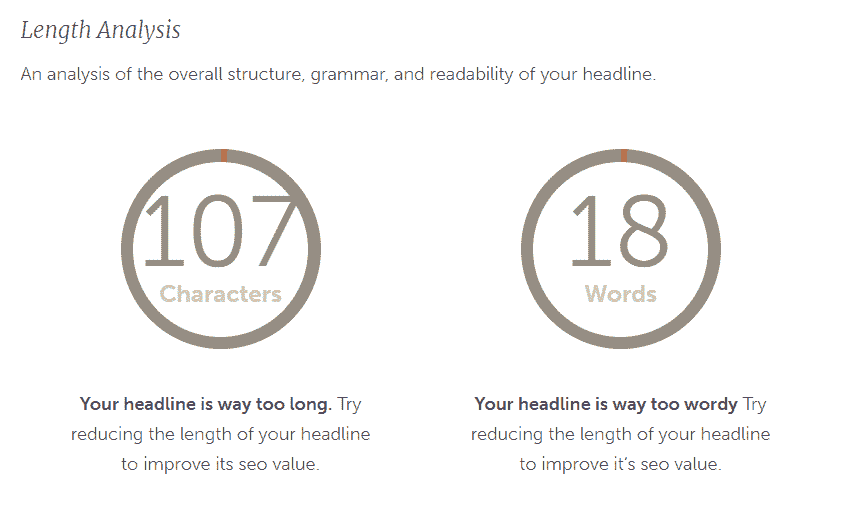 Length Analysis
An analysis of the overall structure, grammar, and readability of your headline.
107
Characters
18
Words
Your headline is way too long. Try
reducing the length of your headline
to improve its seo value.
Your headline is way too wordy Try
reducing the length of your headline
to improve it's seo value.